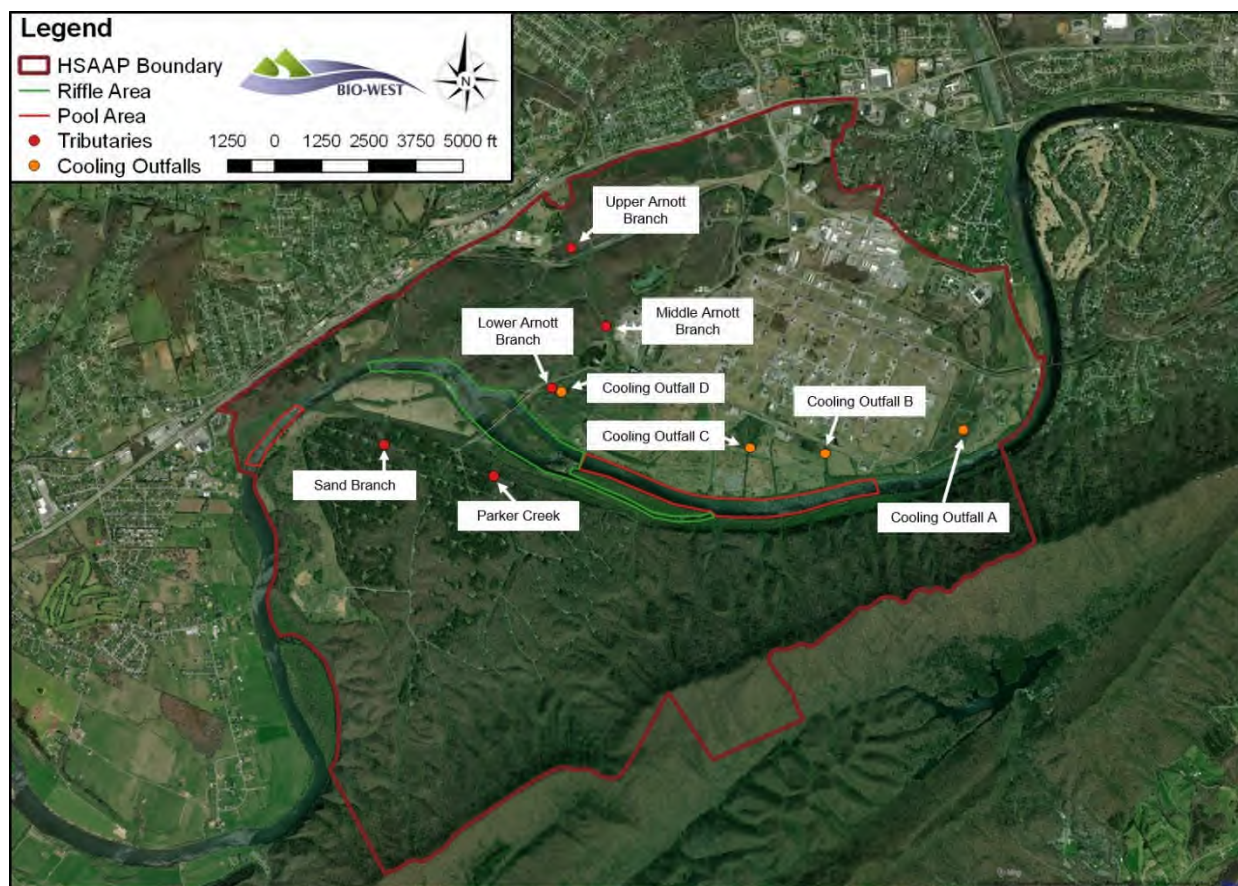 Legend
HSAAP Boundary
Riffle Area
Pool Area
Tributaries
Cooling Outfalls
BIO-WEST
N
1250 0 1250 2500 3750 5000 ft
Upper Arnott
Branch
Lower Arnott
Branch
Middle Arnott
Branch
Cooling Outfall D
Cooling Outfall B
Cooling Outfall C
Sand Branch
Parker Creek
Cooling Outfall A